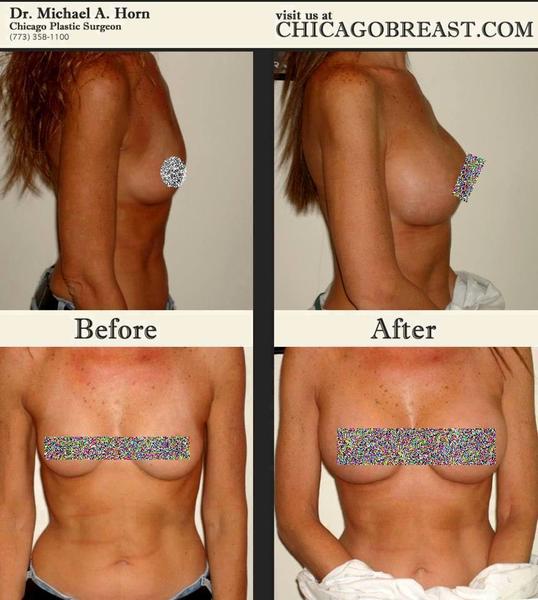 Dr. Michael A. Horn
Chicago Plastic Surgeon
(773) 358-1100
visit us at
CHICAGOBREAST.COM
Before
After